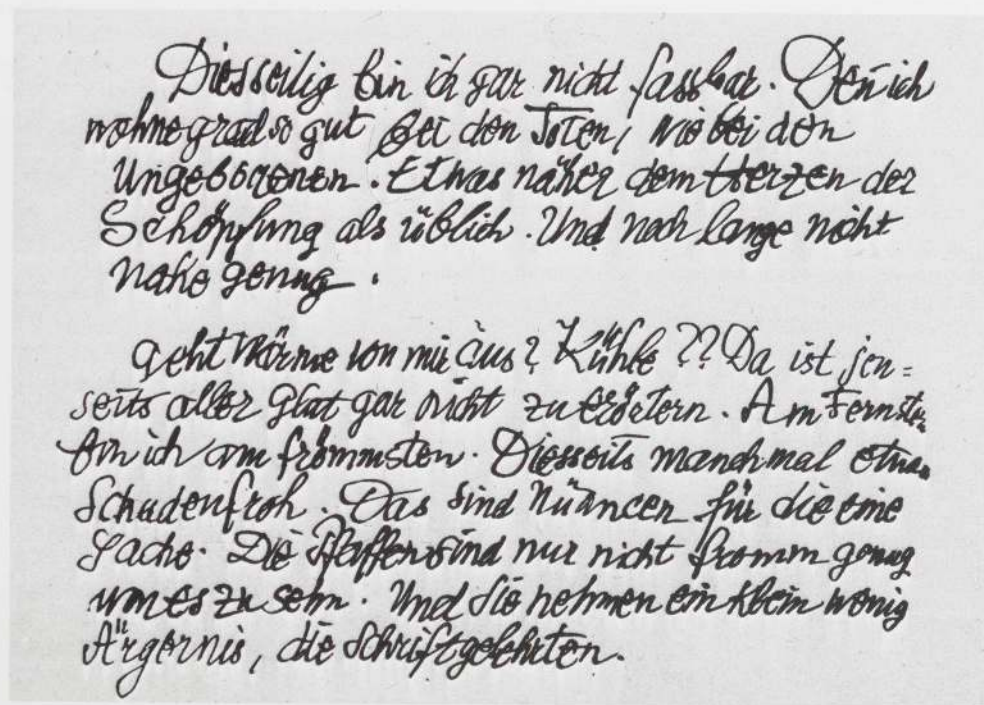 Diesseitig bin ich gar nicht fassbar. Den̄ ich
wohne grad so gut bei den Toten, wie bei den
Ungeborenen. Etwas näher dem Herzen der
Schöpfung als üblich. Und noch lange nicht
nahe genug.
Geht Wärme von mir aus? Kühle?? Da ist jen=
seits aller Glut gar nicht zu erörtern. Am Fernsten
bin ich am frömmsten. Diesseits manchmal etwas
Schadenfroh. Das sind Nüancen für die eine
Sache. Die Pfaffen sind nur nicht fromm genug
um es zu sehn. Und sie nehmen ein klein wenig
Ärgernis, die Schriftgelehrten.